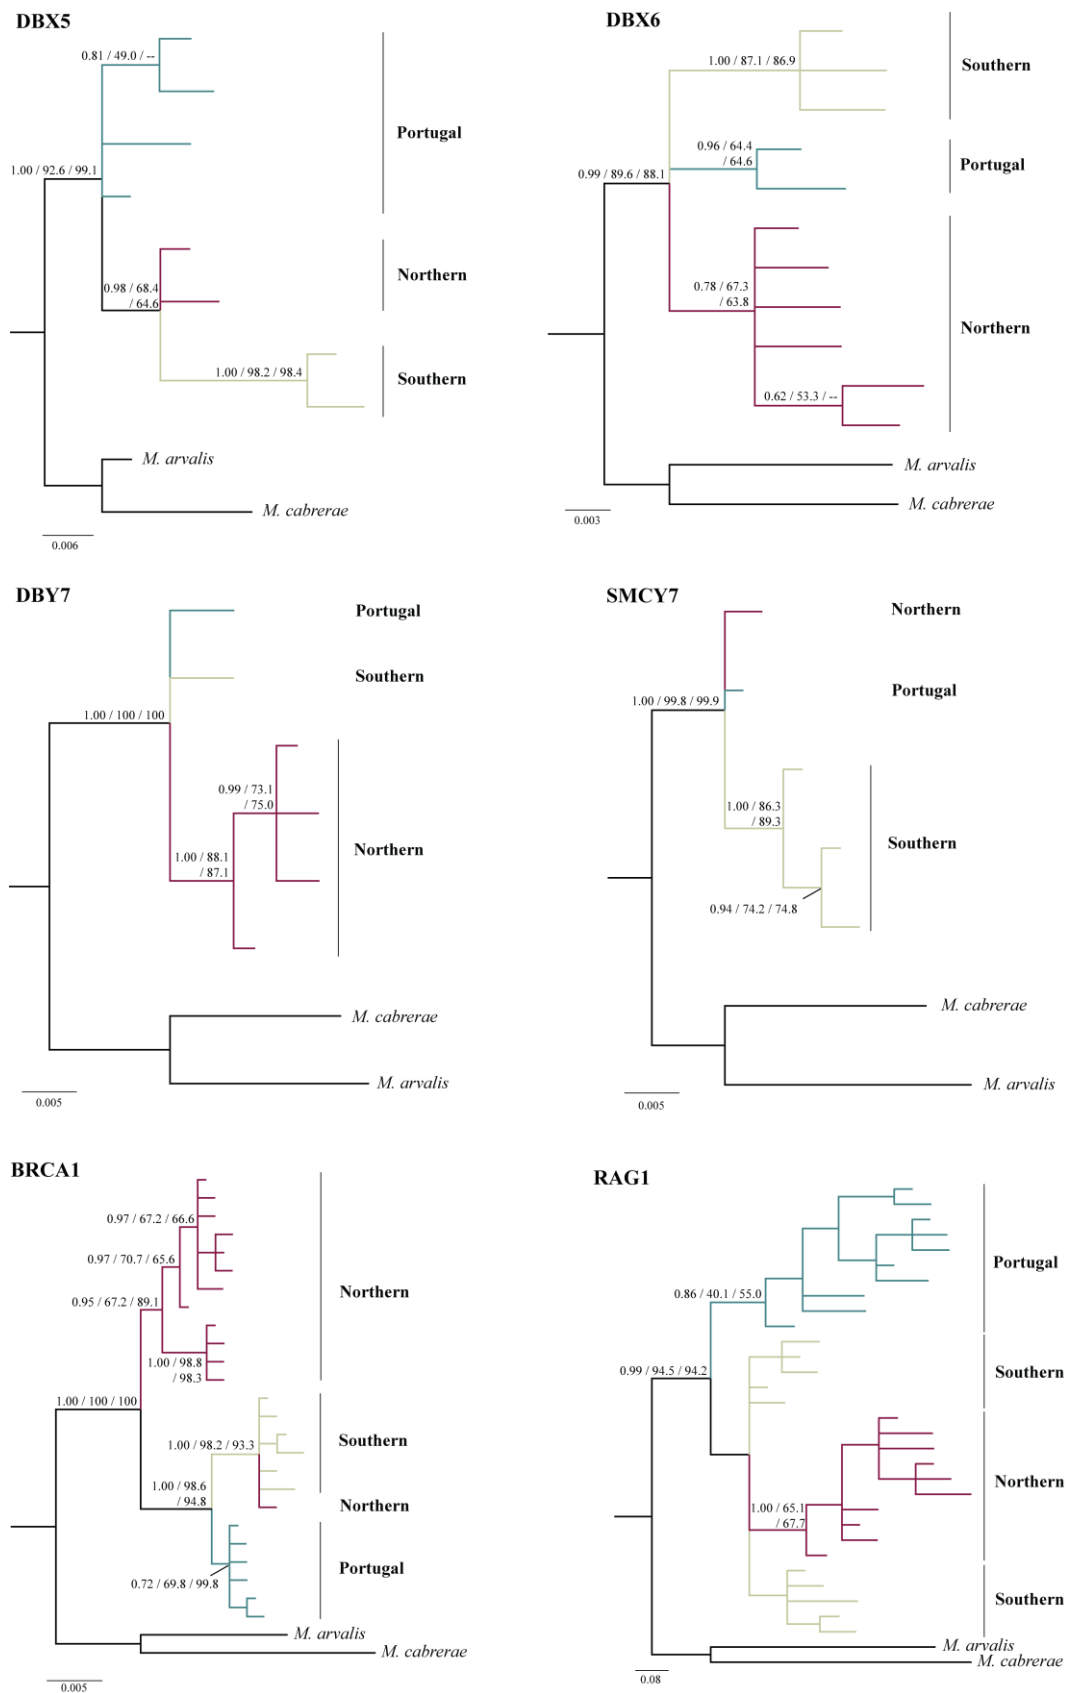 DBX5
0.81 / 49.0 / --
Portugal
1.00 / 92.6 / 99.1
Northern
0.98 / 68.4
/ 64.6
1.00 / 98.2 / 98.4
Southern
M. arvalis
M. cabrerae
0.006
DBX6
1.00 / 87.1 / 86.9
Southern
0.96 / 64.4
/ 64.6
Portugal
0.99 / 89.6 / 88.1
0.78 / 67.3
/ 63.8
Northern
0.62 / 53.3 / --
M. arvalis
M. cabrerae
0.003
DBY7
Portugal
Southern
1.00 / 100 / 100
0.99 / 73.1
/ 75.0
Northern
1.00 / 88.1
/ 87.1
M. cabrerae
M. arvalis
0.005
SMCY7
Northern
Portugal
1.00 / 99.8 / 99.9
1.00 / 86.3
/ 89.3
Southern
0.94 / 74.2 / 74.8
M. cabrerae
M. arvalis
0.005
BRCA1
0.97 / 67.2 / 66.6
0.97 / 70.7 / 65.6
Northern
0.95 / 67.2 / 89.1
1.00 / 98.8
/ 98.3
1.00 / 100 / 100
1.00 / 98.2 / 93.3
Southern
1.00 / 98.6
/ 94.8
Northern
Portugal
0.72 / 69.8 / 99.8
M. arvalis
M. cabrerae
0.005
RAG1
Portugal
0.86 / 40.1 / 55.0
0.99 / 94.5 / 94.2
Southern
Northern
1.00 / 65.1
/ 67.7
Southern
M. arvalis
M. cabrerae
0.08